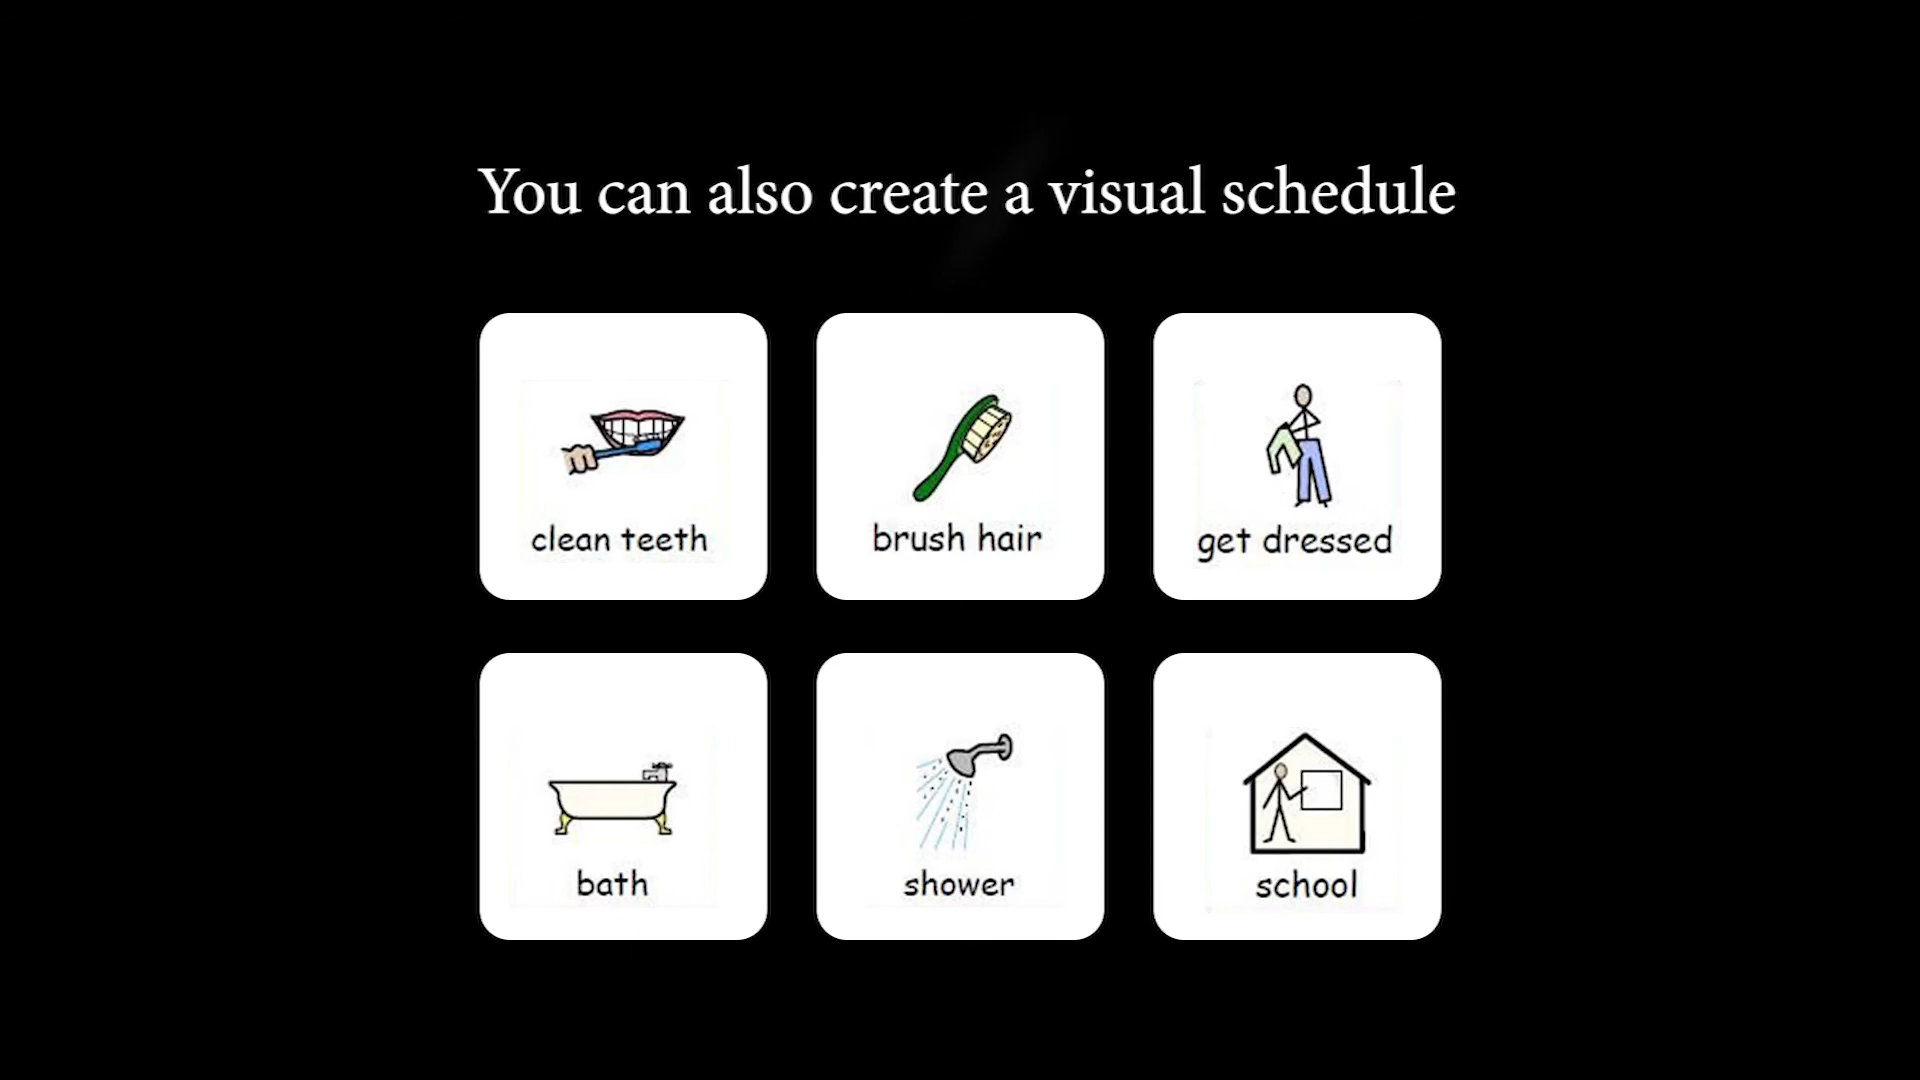 You can also create a visual schedule
clean teeth
brush hair
get dressed
bath
shower
school